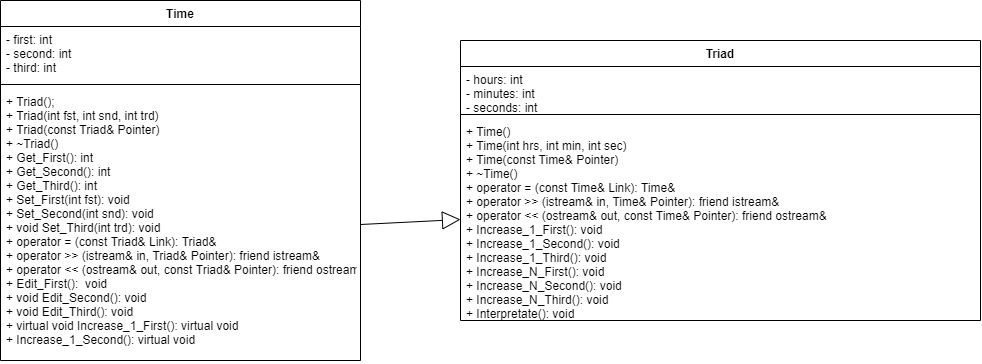 Time
- first: int
- second: int
- third: int
+ Triad();
+ Triad(int fst, int snd, int trd)
+ Triad(const Triad& Pointer)
+ ~Triad()
+ Get_First(): int
+ Get_Second(): int
+ Get_Third(): int
+ Set_First(int fst): void
+ Set_Second(int snd): void
+ void Set_Third(int trd): void
+ operator = (const Triad& Link): Triad&
+ operator >> (istream& in, Triad& Pointer): friend istream&
+ operator << (ostream& out, const Triad& Pointer): friend ostream
+ Edit_First():  void
+ void Edit_Second(): void
+ void Edit_Third(): void
+ virtual void Increase_1_First(): virtual void
+ Increase_1_Second(): virtual void
Triad
- hours: int
- minutes: int
- seconds: int
+ Time()
+ Time(int hrs, int min, int sec)
+ Time(const Time& Pointer)
+ ~Time()
+ operator = (const Time& Link): Time&
+ operator >> (istream& in, Time& Pointer): friend istream&
+ operator << (ostream& out, const Time& Pointer): friend ostream&
+ Increase_1_First(): void
+ Increase_1_Second(): void
+ Increase_1_Third(): void
+ Increase_N_First(): void
+ Increase_N_Second(): void
+ Increase_N_Third(): void
+ Interpretate(): void